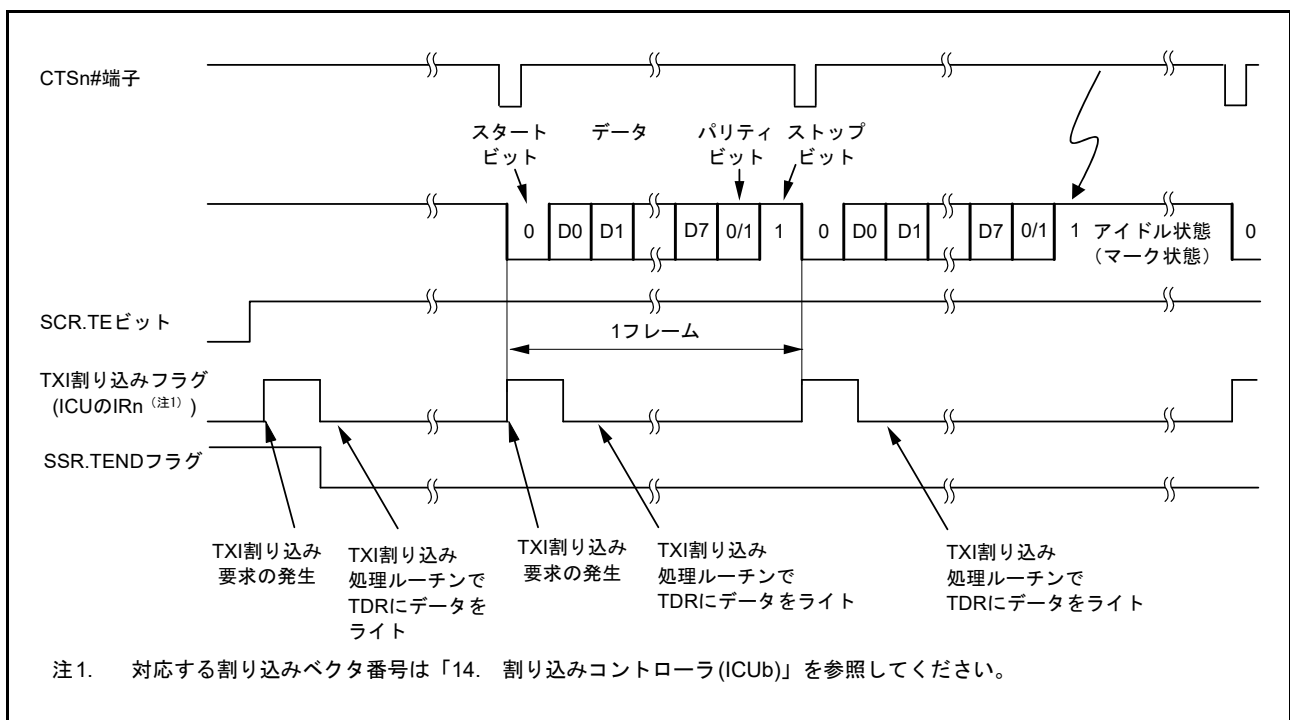 CTSn#端子
スタート
ビット
データ
パリティ
ビット
ストップ
ビット
0 D0 D1 D7 0/1 1 0 D0 D1 D7 0/1 1 アイドル状態
（マーク状態）
0
SCR.TEビット
1フレーム
TXI割り込みフラグ
(ICUのIRn（注1）)
SSR.TENDフラグ
TXI割り込み
要求の発生
TXI割り込み
処理ルーチンで
TDRにデータを
ライト
TXI割り込み
要求の発生
TXI割り込み
処理ルーチンで
TDRにデータをライト
TXI割り込み
処理ルーチンで
TDRにデータをライト
注1. 対応する割り込みベクタ番号は「14. 割り込みコントローラ(ICUb)」を参照してください。